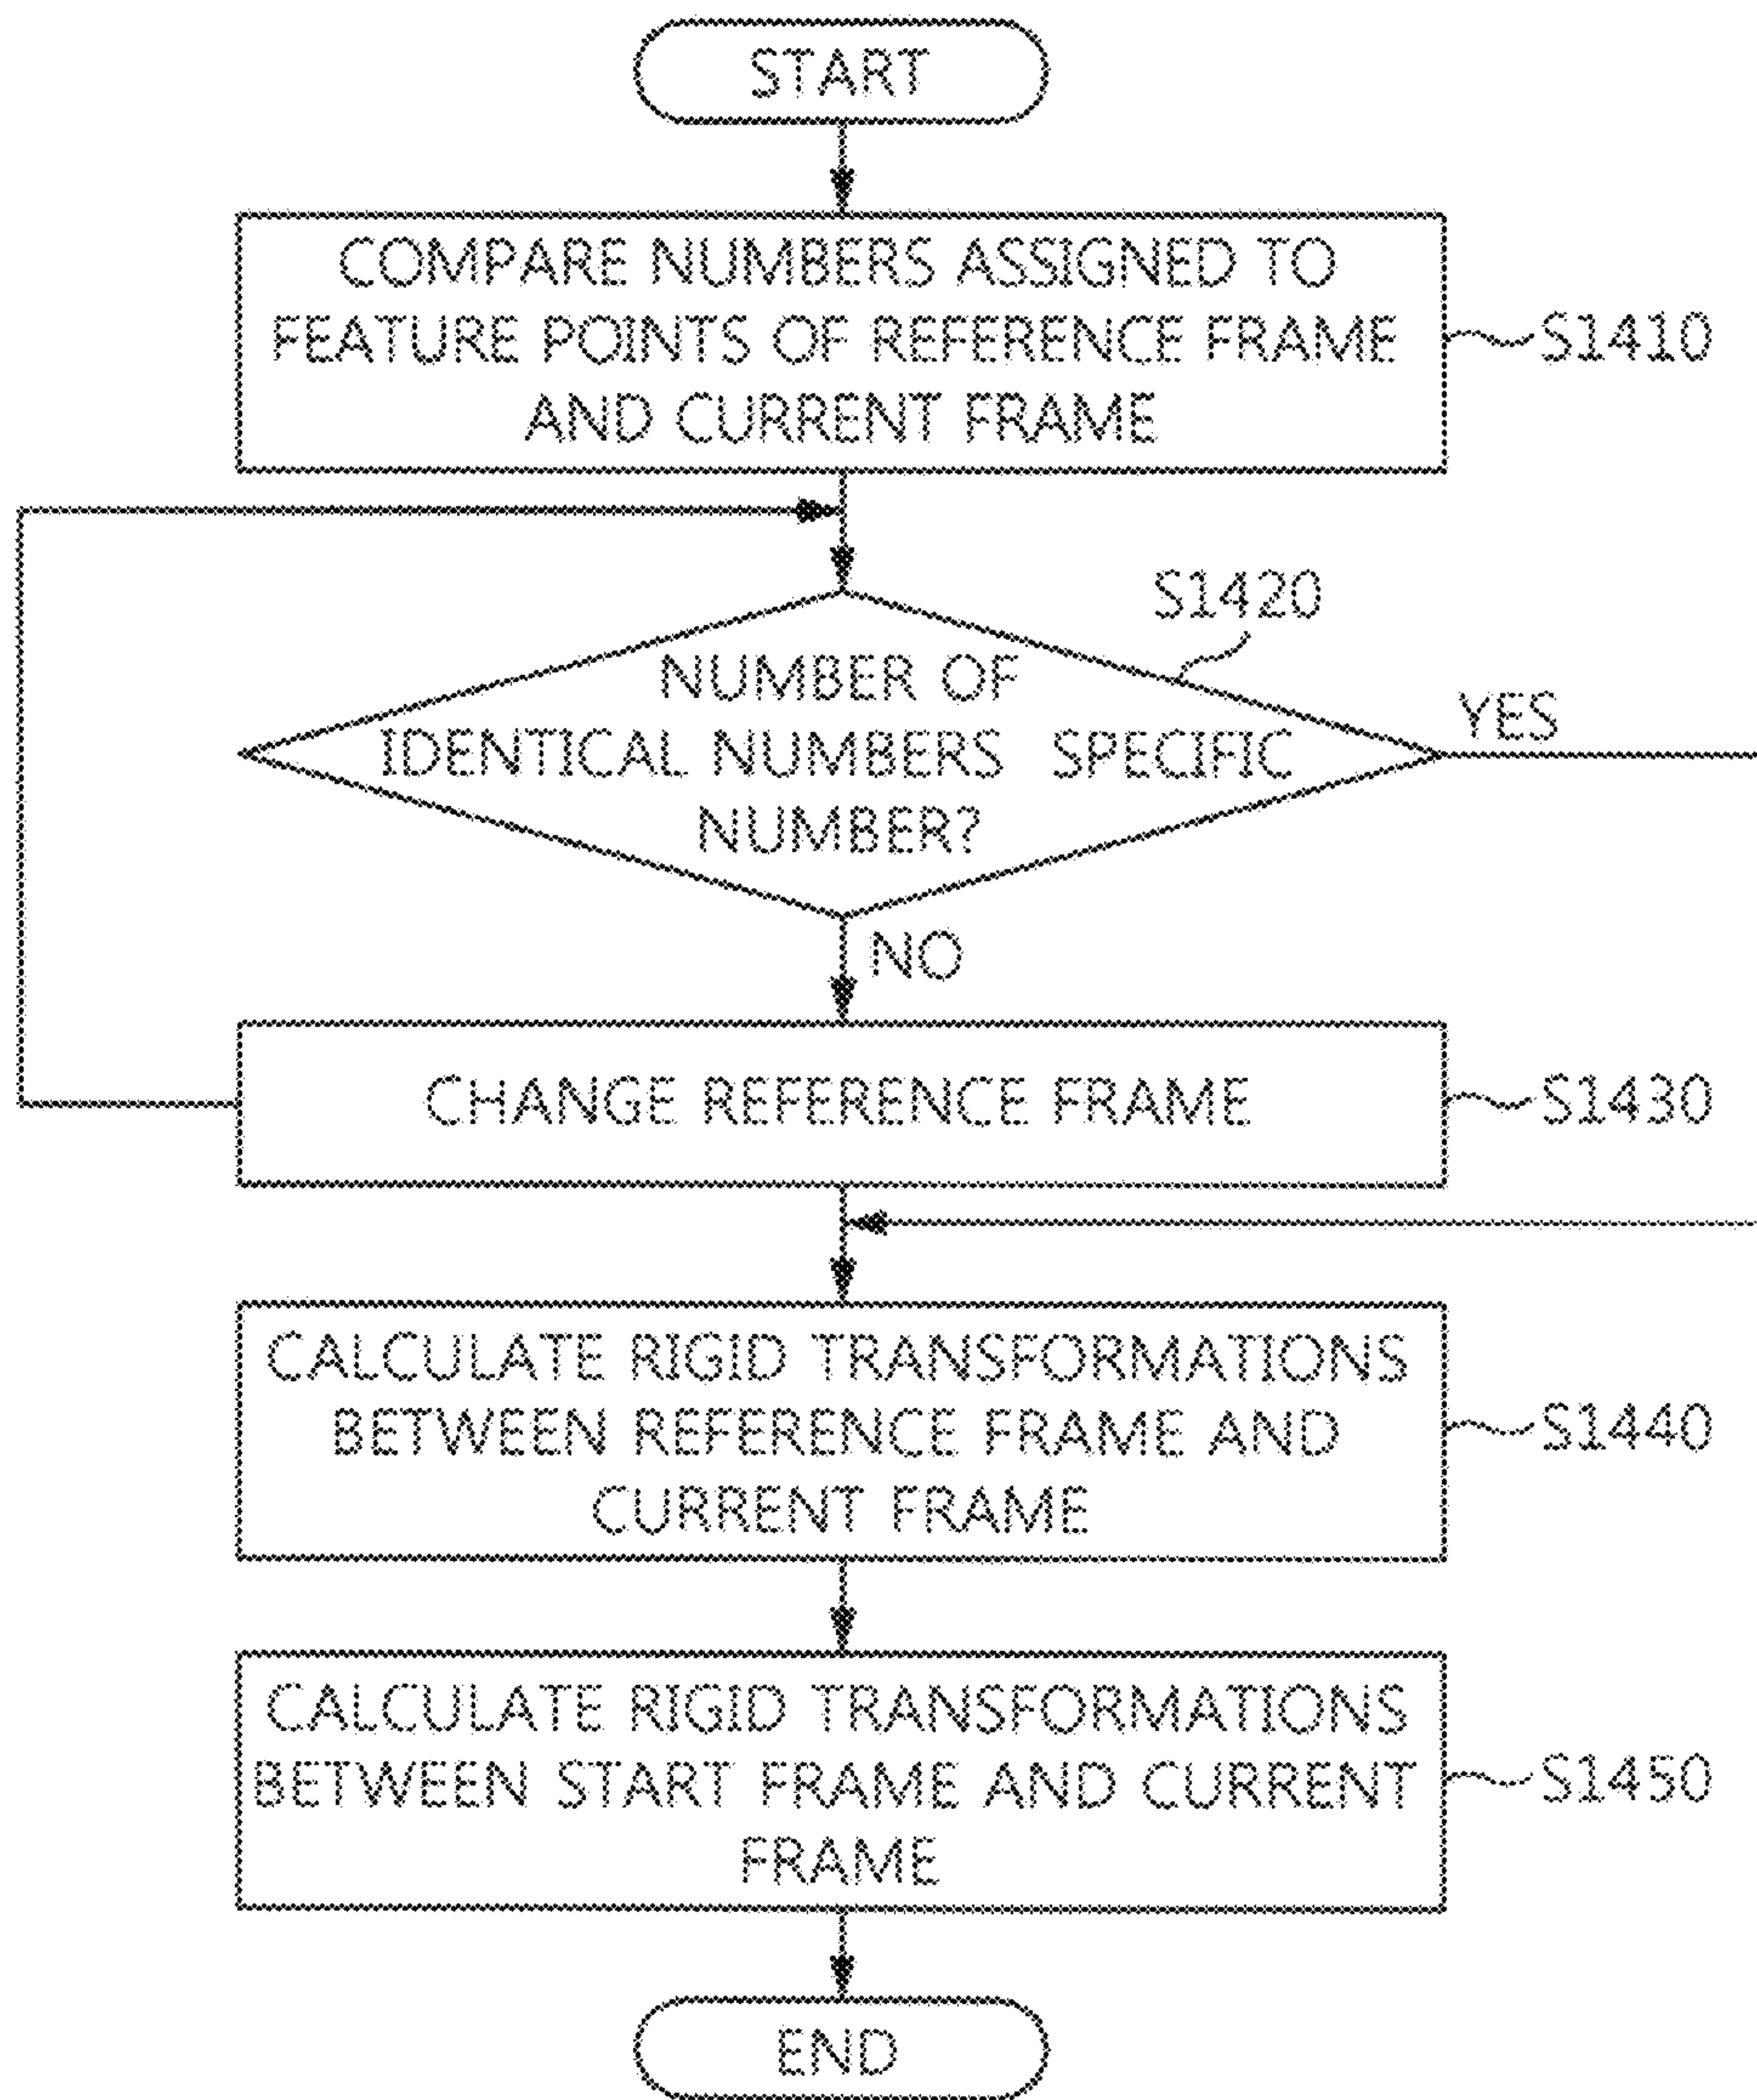 START
COMPARE NUMBERS ASSIGNED TO
FEATURE POINTS OF REFERENCE FRAME
AND CURRENT FRAME
S1410
S1420
NUMBER OF
IDENTICAL NUMBERS SPECIFIC
NUMBER?
YES
NO
CHANGE REFERENCE FRAME
S1430
CALCULATE RIGID TRANSFORMATIONS
BETWEEN REFERENCE FRAME AND
CURRENT FRAME
S1440
CALCULATE RIGID TRANSFORMATIONS
BETWEEN START FRAME AND CURRENT
FRAME
S1450
END